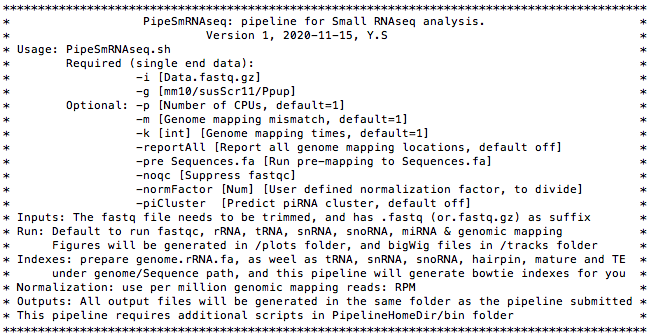 *********************************************************************************************
* PipeSmRNAseq: pipeline for Small RNAseq analysis. *
* Version 1, 2020-11-15, Y.S *
* Usage: PipeSmRNAseq.sh *
* Required (single end data): *
* -i [Data.fastq.gz] *
* -g [mm10/susScr11/Ppup] *
* Optional: -p [Number of CPUs, default=1] *
* -m [Genome mapping mismatch, default=1] *
* -k [int] [Genome mapping times, default=1] *
* -reportAll [Report all genome mapping locations, default off] *
* -pre Sequences.fa [Run pre-mapping to Sequences.fa] *
* -noqc [Suppress fastqc] *
* -normFactor [Num] [User defined normalization factor, to divide] *
* -piCluster [Predict piRNA cluster, default off] *
* Inputs: The fastq file needs to be trimmed, and has .fastq (or.fastq.gz) as suffix *
* Run: Default to run fastqc, rRNA, tRNA, snRNA, snoRNA, miRNA & genomic mapping *
* Figures will be generated in /plots folder, and bigWig files in /tracks folder *
* Indexes: prepare genome.rRNA.fa, as weel as tRNA, snRNA, snoRNA, hairpin, mature and TE *
* under genome/Sequence path, and this pipeline will generate bowtie indexes for you *
* Normalization: use per million genomic mapping reads: RPM *
* Outputs: All output files will be generated in the same folder as the pipeline submitted *
* This pipeline requires additional scripts in PipelineHomeDir/bin folder *
*********************************************************************************************